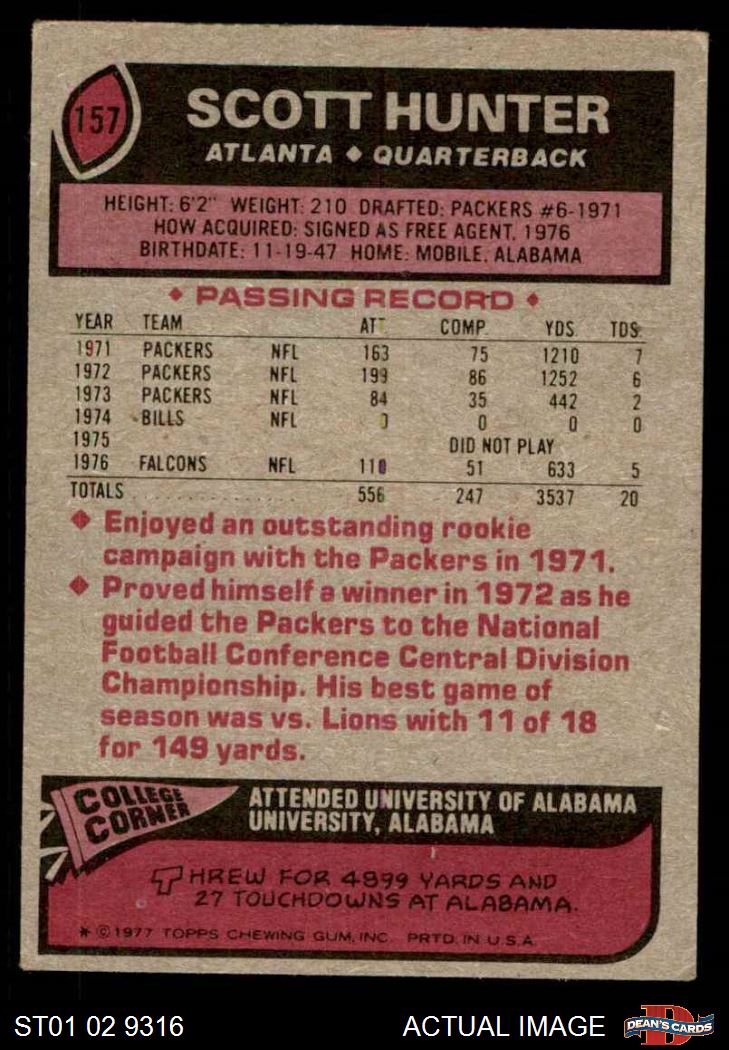 157
SCOTT HUNTER
ATLANTA ♦ QUARTERBACK
HEIGHT: 6'2" WEIGHT: 210 DRAFTED: PACKERS #6-1971
HOW ACQUIRED: SIGNED AS FREE AGENT, 1976
BIRTHDATE: 11-19-47 HOME: MOBILE, ALABAMA
♦ PASSING RECORD ♦
YEAR TEAM ATT COMP. YDS. TDS.
1971 PACKERS NFL 163 75 1210 7
1972 PACKERS NFL 199 86 1252 6
1973 PACKERS NFL 84 35 442 2
1974 BILLS NFL 0 0 0 0
1975 DID NOT PLAY
1976 FALCONS NFL 110 51 633 5
TOTALS 556 247 3537 20
♦ Enjoyed an outstanding rookie
campaign with the Packers in 1971.
♦ Proved himself a winner in 1972 as he
guided the Packers to the National
Football Conference Central Division
Championship. His best game of
season was vs. Lions with 11 of 18
for 149 yards.
COLLEGE
CORNER
ATTENDED UNIVERSITY OF ALABAMA
UNIVERSITY, ALABAMA
THREW FOR 4899 YARDS AND
27 TOUCHDOWNS AT ALABAMA.
* © 1977 TOPPS CHEWING GUM, INC. PRTD. IN U.S.A.
ST01 02 9316
ACTUAL IMAGE
D
DEAN'S CARDS